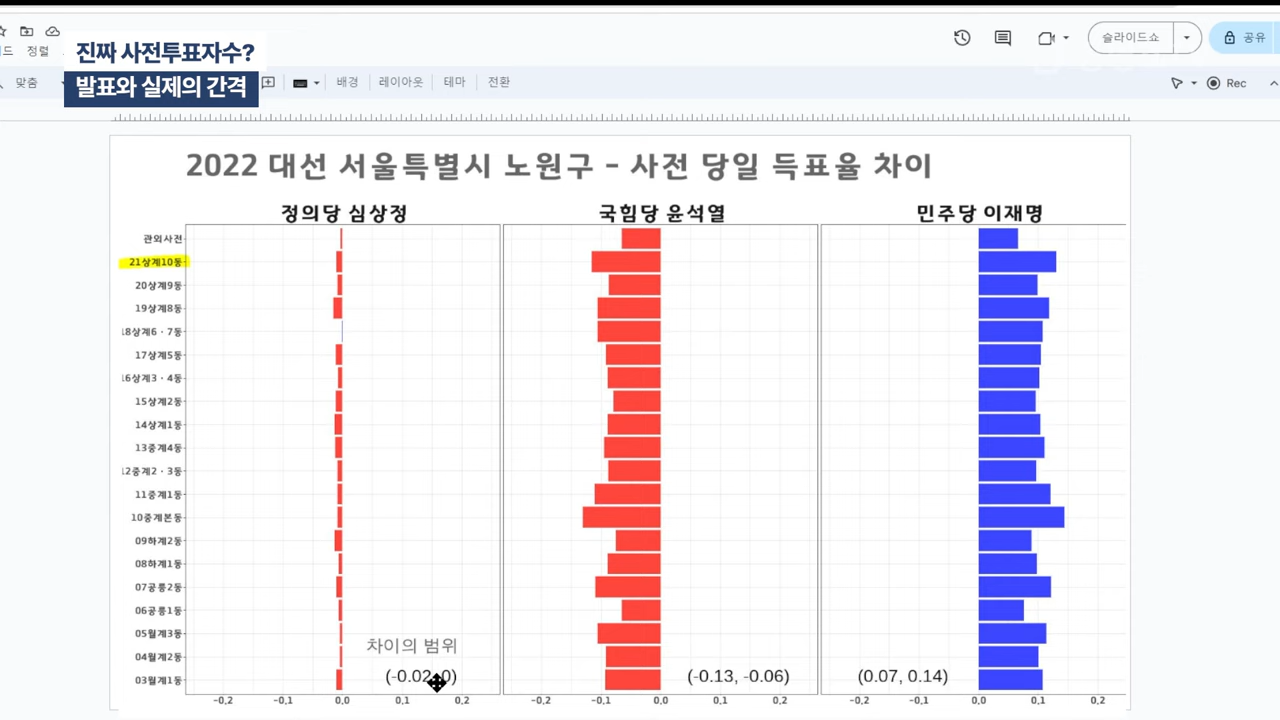 진짜 사전투표자수?
발표와 실제의 간격
정렬
슬라이드쇼
공유
맞춤
배경
레이아웃
테마
전환
Rec
2022 대선 서울특별시 노원구 - 사전 당일 득표율 차이
정의당 심상정
국힘당 윤석열
민주당 이재명
관외사전
21상계10동
20상계9동
19상계8동
18상계6·7동
17상계5동
16상계3·4동
15상계2동
14상계1동
13중계4동
12중계2·3동
11중계1동
10중계본동
09하계2동
08하계1동
07공릉2동
06공릉1동
05월계3동
04월계2동
03월계1동
차이의 범위
(-0.02, 0)
(-0.13, -0.06)
(0.07, 0.14)
-0.2 -0.1 0.0 0.1 0.2
-0.2 -0.1 0.0 0.1 0.2
-0.2 -0.1 0.0 0.1 0.2